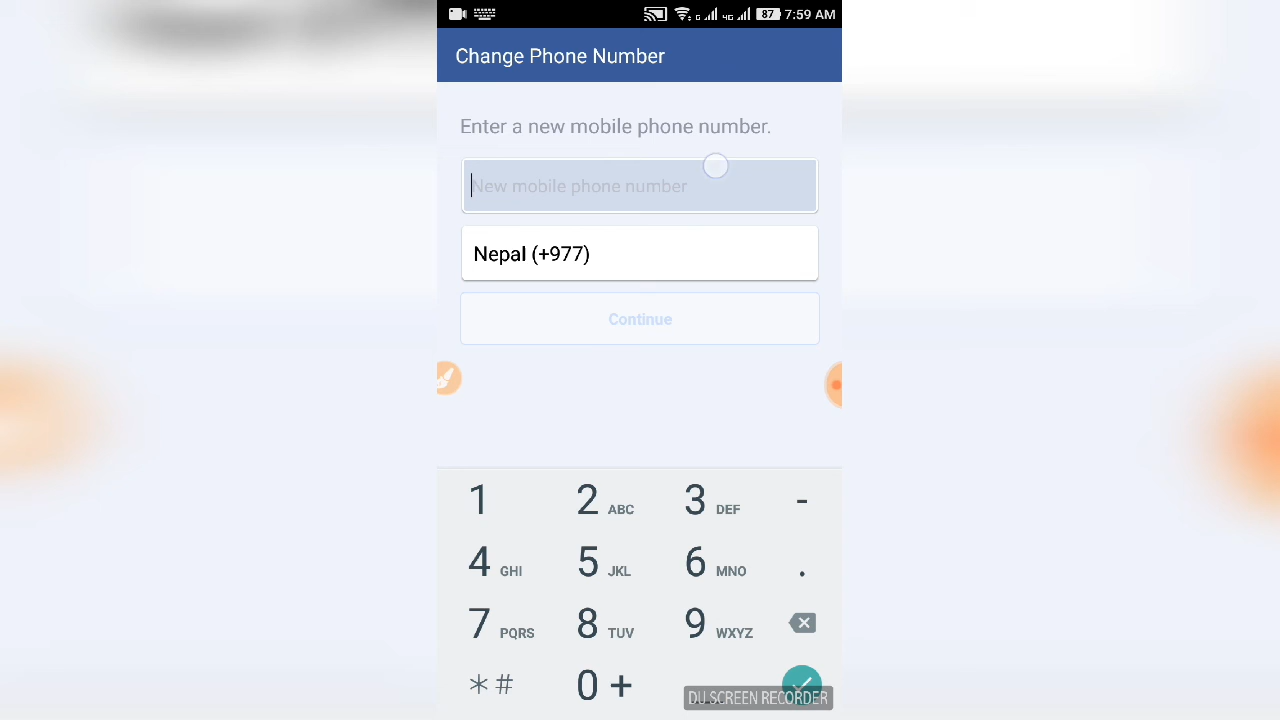 87 7:59 AM
Change Phone Number
Enter a new mobile phone number.
New mobile phone number
Nepal (+977)
Continue
1 2 ABC 3 DEF -
4 GHI 5 JKL 6 MNO .
7 PQRS 8 TUV 9 WXYZ
*# 0 +
DU SCREEN RECORDER